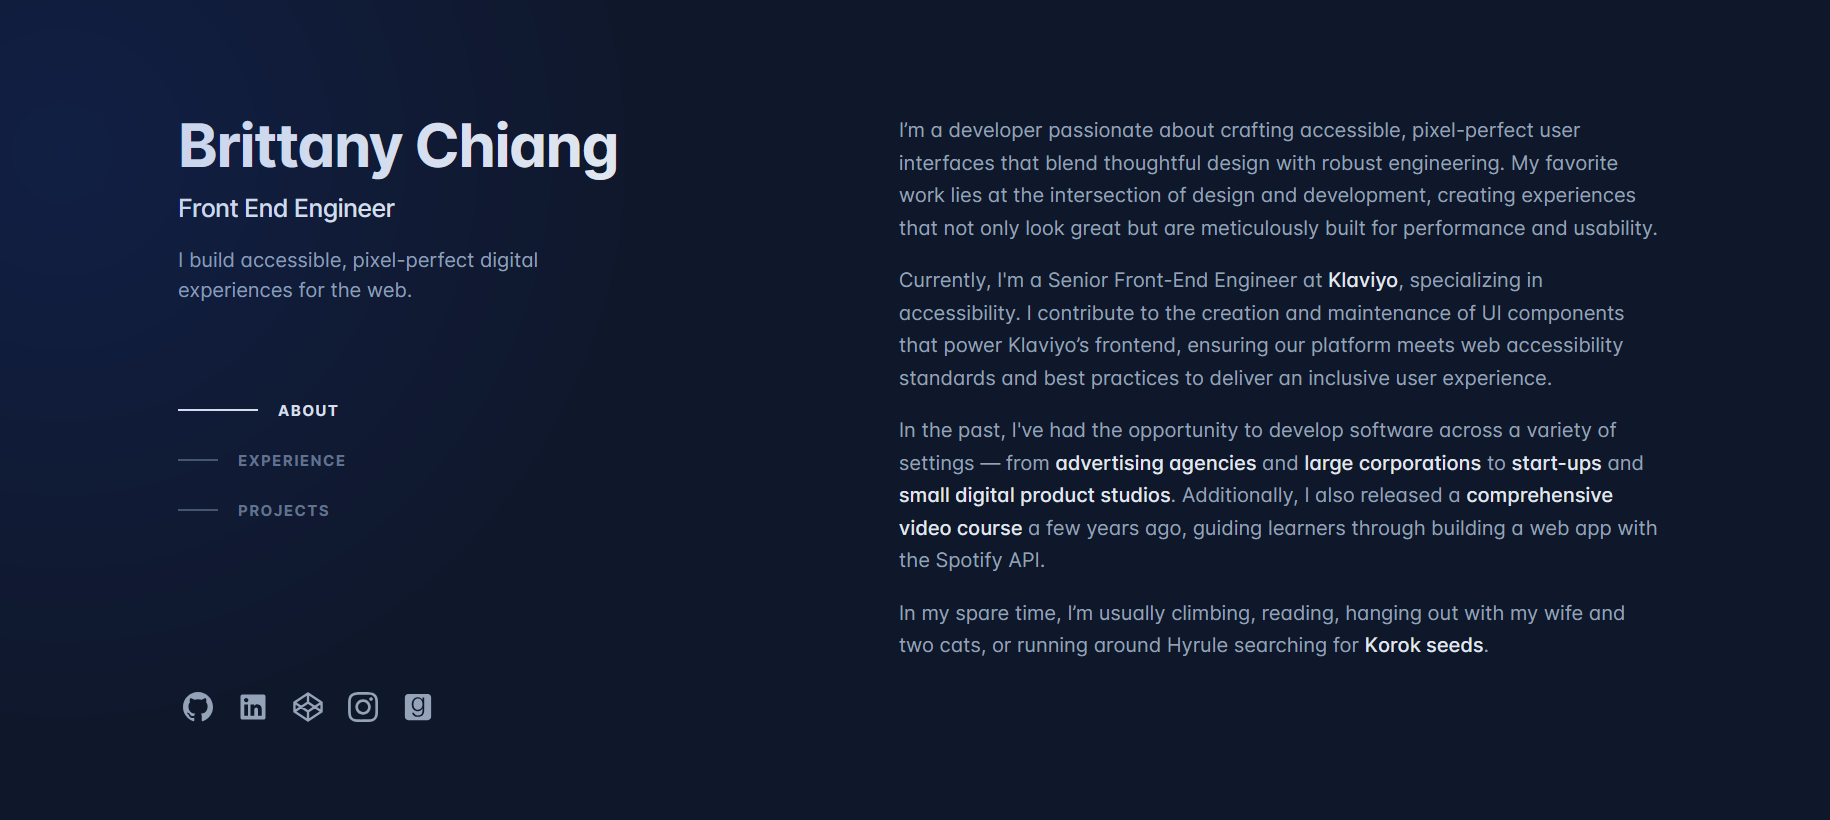 Brittany Chiang
Front End Engineer
I build accessible, pixel-perfect digital
experiences for the web.
ABOUT
EXPERIENCE
PROJECTS
I’m a developer passionate about crafting accessible, pixel-perfect user
interfaces that blend thoughtful design with robust engineering. My favorite
work lies at the intersection of design and development, creating experiences
that not only look great but are meticulously built for performance and usability.
Currently, I'm a Senior Front-End Engineer at Klaviyo, specializing in
accessibility. I contribute to the creation and maintenance of UI components
that power Klaviyo’s frontend, ensuring our platform meets web accessibility
standards and best practices to deliver an inclusive user experience.
In the past, I've had the opportunity to develop software across a variety of
settings — from advertising agencies and large corporations to start-ups and
small digital product studios. Additionally, I also released a comprehensive
video course a few years ago, guiding learners through building a web app with
the Spotify API.
In my spare time, I’m usually climbing, reading, hanging out with my wife and
two cats, or running around Hyrule searching for Korok seeds.
in
g